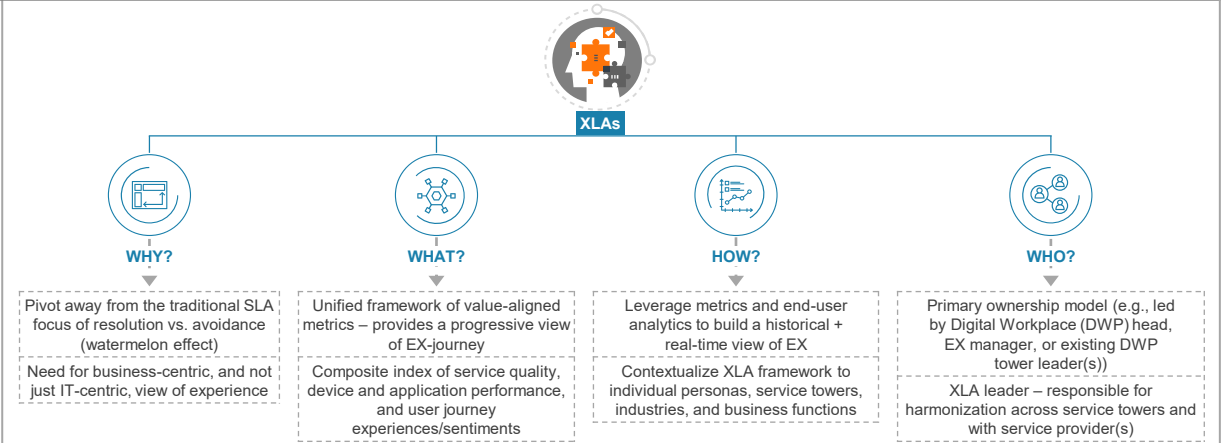 XLAs
WHY?
Pivot away from the traditional SLA
focus of resolution vs. avoidance
(watermelon effect)
Need for business-centric, and not
just IT-centric, view of experience
WHAT?
Unified framework of value-aligned
metrics – provides a progressive view
of EX-journey
Composite index of service quality,
device and application performance,
and user journey
experiences/sentiments
HOW?
Leverage metrics and end-user
analytics to build a historical +
real-time view of EX
Contextualize XLA framework to
individual personas, service towers,
industries, and business functions
WHO?
Primary ownership model (e.g., led
by Digital Workplace (DWP) head,
EX manager, or existing DWP
tower leader(s))
XLA leader – responsible for
harmonization across service towers and
with service provider(s)